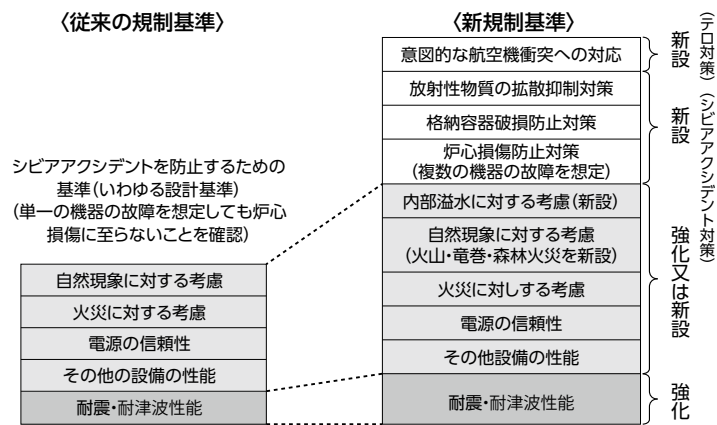 〈従来の規制基準〉
シビアアクシデントを防止するための
基準(いわゆる設計基準)
(単一の機器の故障を想定しても炉心
損傷に至らないことを確認)
自然現象に対する考慮
火災に対する考慮
電源の信頼性
その他の設備の性能
耐震・耐津波性能
〈新規制基準〉
意図的な航空機衝突への対応
放射性物質の拡散抑制対策
格納容器破損防止対策
炉心損傷防止対策
(複数の機器の故障を想定)
内部溢水に対する考慮(新設)
自然現象に対する考慮
(火山・竜巻・森林火災を新設)
火災に対しする考慮
電源の信頼性
その他設備の性能
耐震・耐津波性能
新設
(テロ対策)
新設
(シビアアクシデント対策)
強化又は新設
強化